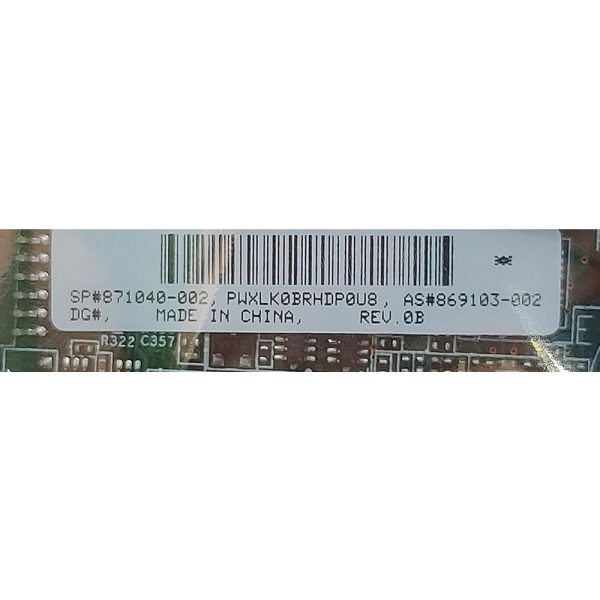 SP#871040-002, PWXLK0BRHDP0U8, AS#869103-002
DG#, MADE IN CHINA, REV.0B
R322 C357